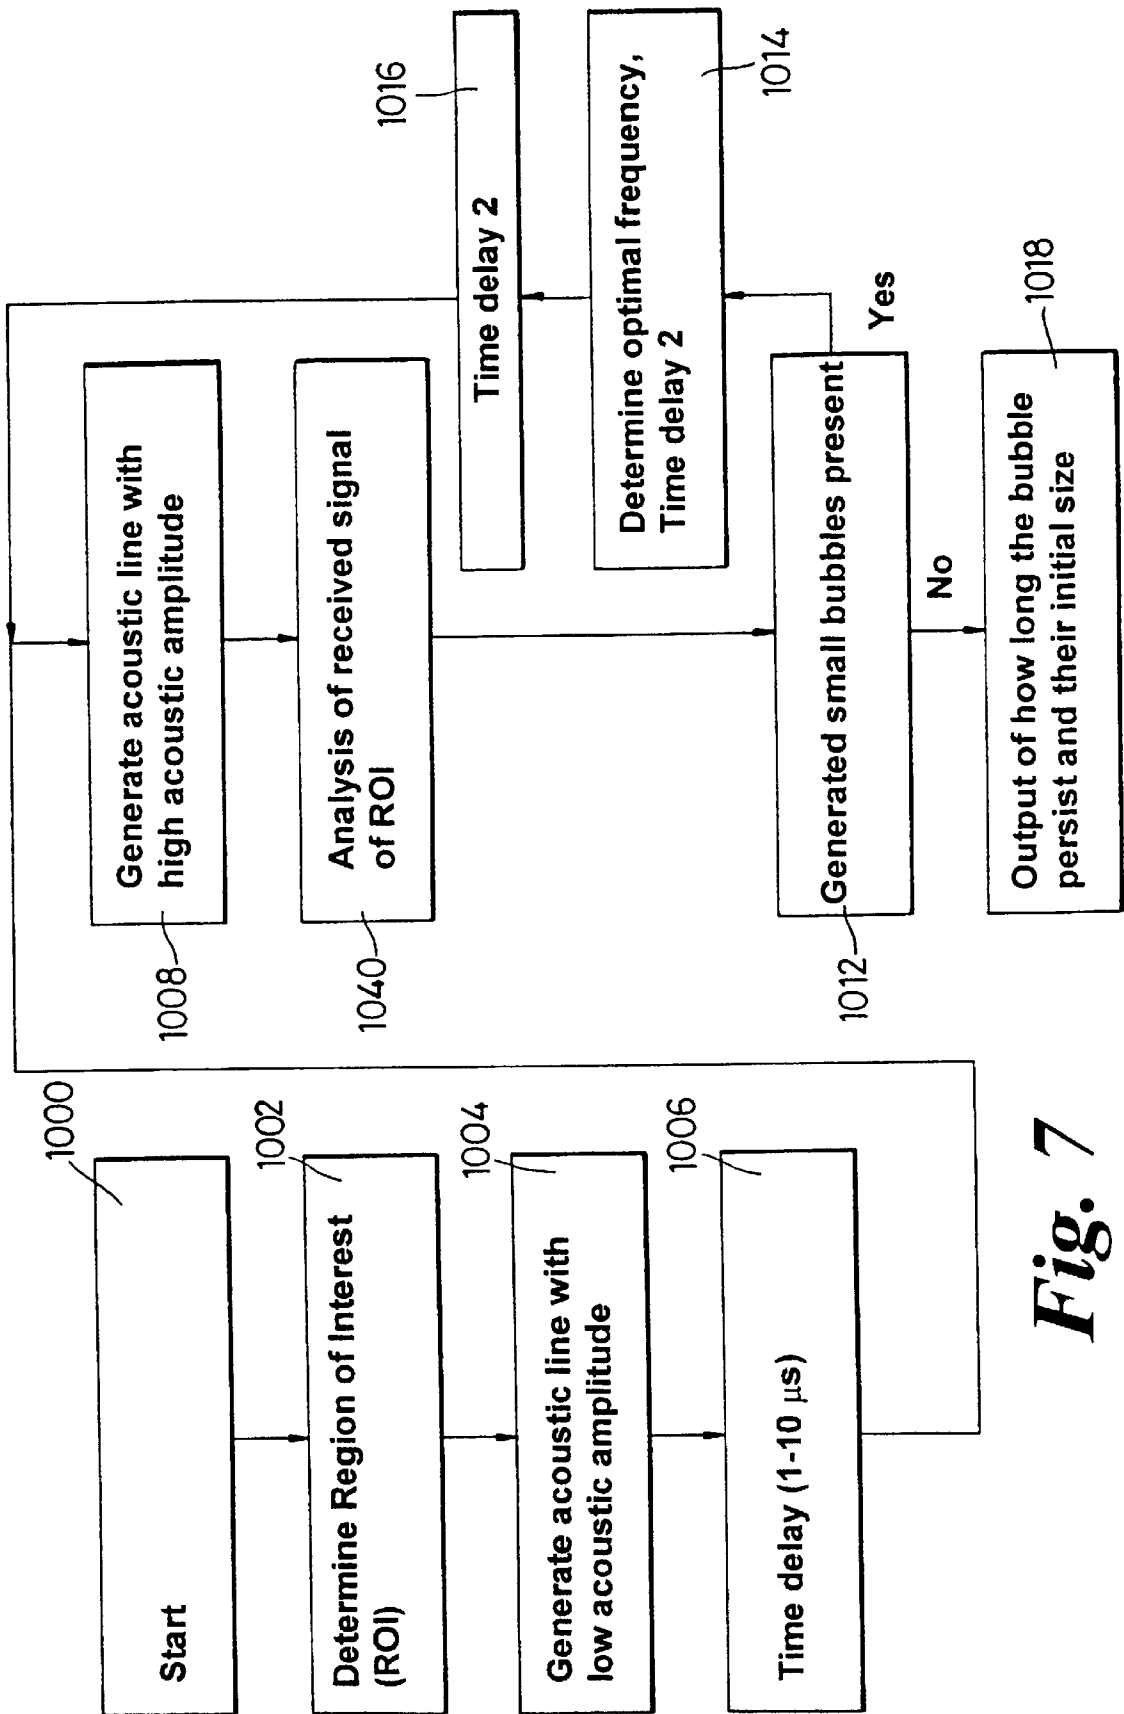 1000
Start
1002
Determine Region of Interest
(ROI)
1004
Generate acoustic line with
low acoustic amplitude
1006
Time delay (1-10 µs)
1008
Generate acoustic line with
high acoustic amplitude
1040
Analysis of received signal
of ROI
1012
Generated small bubbles present
Yes
No
1014
Determine optimal frequency,
Time delay 2
1016
Time delay 2
1018
Output of how long the bubble
persist and their initial size
Fig. 7